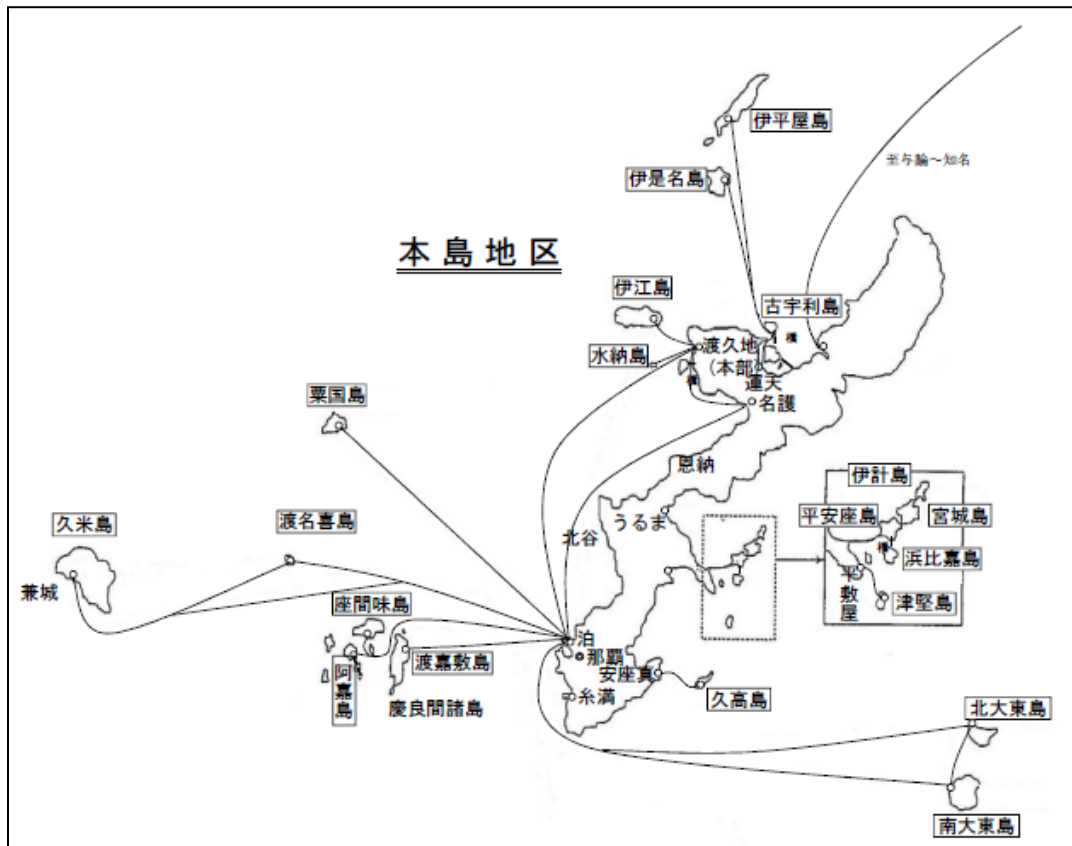 伊平屋島
至与論～知名
伊是名島
本島地区
伊江島
古宇利島
橋
水納島
渡久地
(本部)
橋
運天
名護
粟国島
恩納
伊計島
久米島
渡名喜島
うるま
平安座島
宮城島
北谷
橋
浜比嘉島
兼城
座間味島
平敷屋
津堅島
泊
渡嘉敷島
那覇
阿嘉島
安座真
慶良間諸島
糸満
久高島
北大東島
南大東島